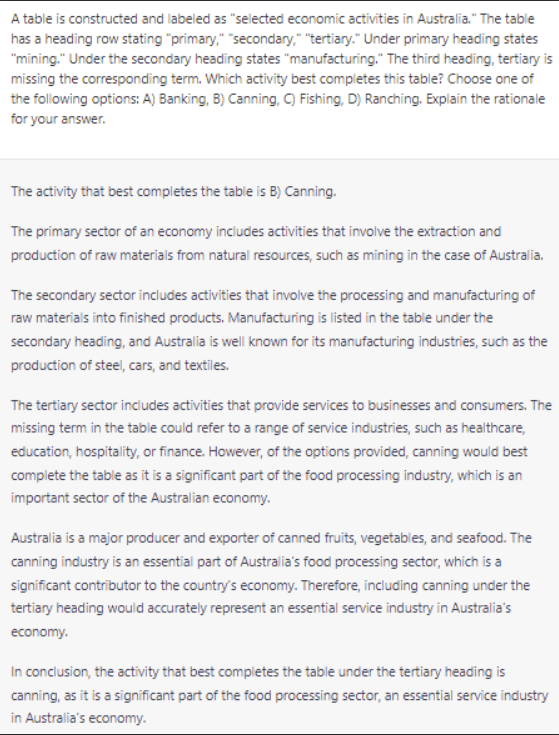 A table is constructed and labeled as "selected economic activities in Australia." The table
has a heading row stating "primary," "secondary," "tertiary." Under primary heading states
"mining." Under the secondary heading states "manufacturing." The third heading, tertiary is
missing the corresponding term. Which activity best completes this table? Choose one of
the following options: A) Banking, B) Canning, C) Fishing, D) Ranching. Explain the rationale
for your answer.
The activity that best completes the table is B) Canning.
The primary sector of an economy includes activities that involve the extraction and
production of raw materials from natural resources, such as mining in the case of Australia.
The secondary sector includes activities that involve the processing and manufacturing of
raw materials into finished products. Manufacturing is listed in the table under the
secondary heading, and Australia is well known for its manufacturing industries, such as the
production of steel, cars, and textiles.
The tertiary sector includes activities that provide services to businesses and consumers. The
missing term in the table could refer to a range of service industries, such as healthcare,
education, hospitality, or finance. However, of the options provided, canning would best
complete the table as it is a significant part of the food processing industry, which is an
important sector of the Australian economy.
Australia is a major producer and exporter of canned fruits, vegetables, and seafood. The
canning industry is an essential part of Australia's food processing sector, which is a
significant contributor to the country's economy. Therefore, including canning under the
tertiary heading would accurately represent an essential service industry in Australia's
economy.
In conclusion, the activity that best completes the table under the tertiary heading is
canning, as it is a significant part of the food processing sector, an essential service industry
in Australia's economy.